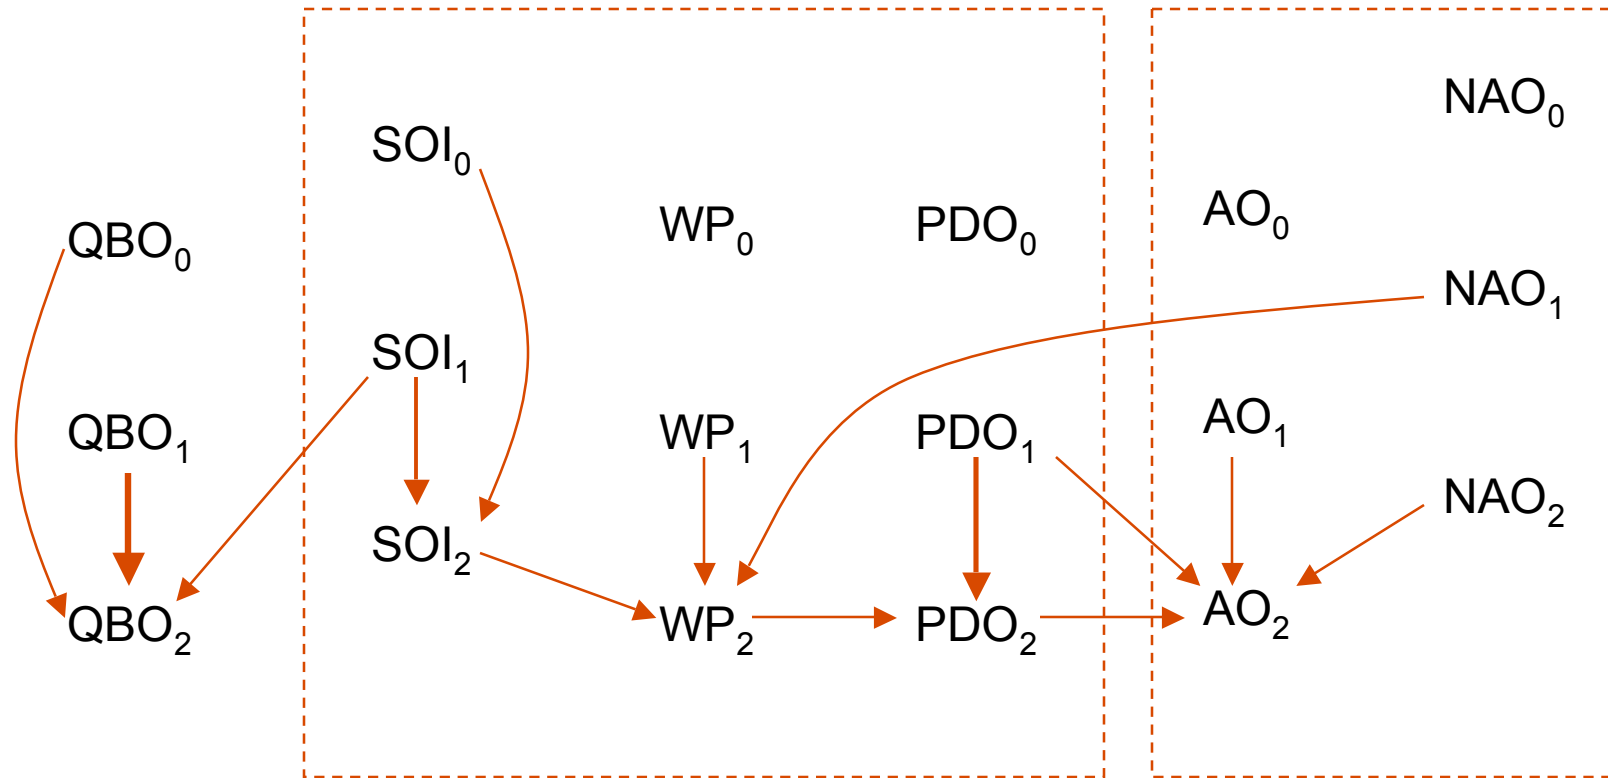 NAO₀
SOI₀
AO₀
WP₀
PDO₀
QBO₀
NAO₁
SOI₁
AO₁
QBO₁
WP₁
PDO₁
NAO₂
SOI₂
AO₂
QBO₂
WP₂
PDO₂